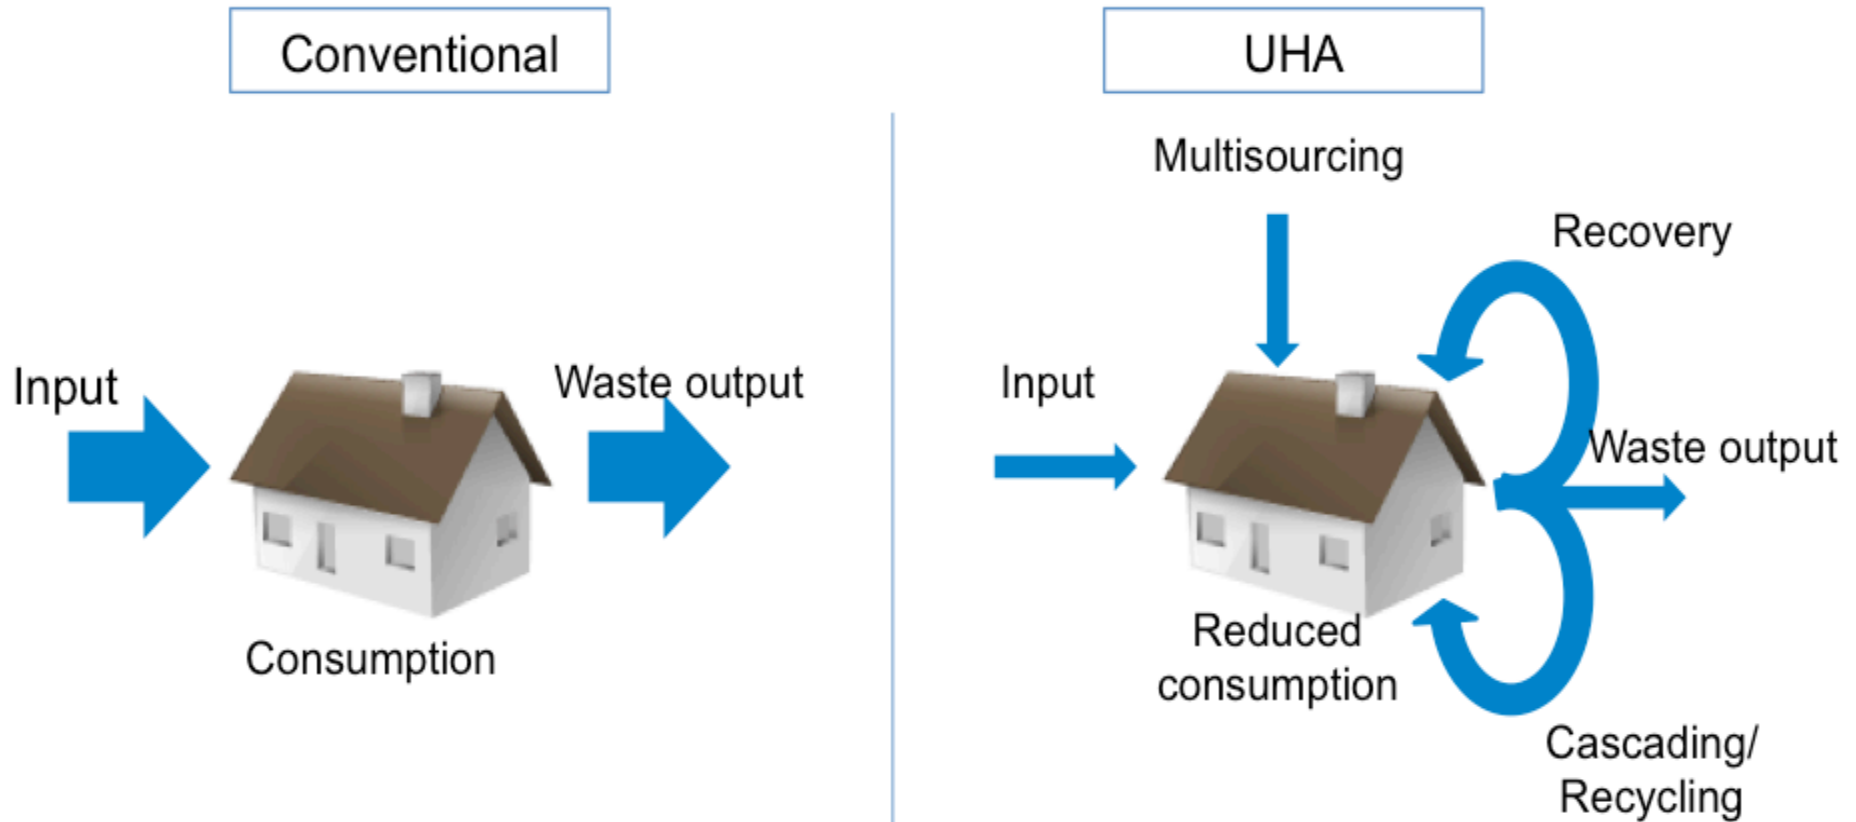 Conventional
Input
Waste output
Consumption
UHA
Multisourcing
Recovery
Input
Waste output
Reduced
consumption
Cascading/
Recycling